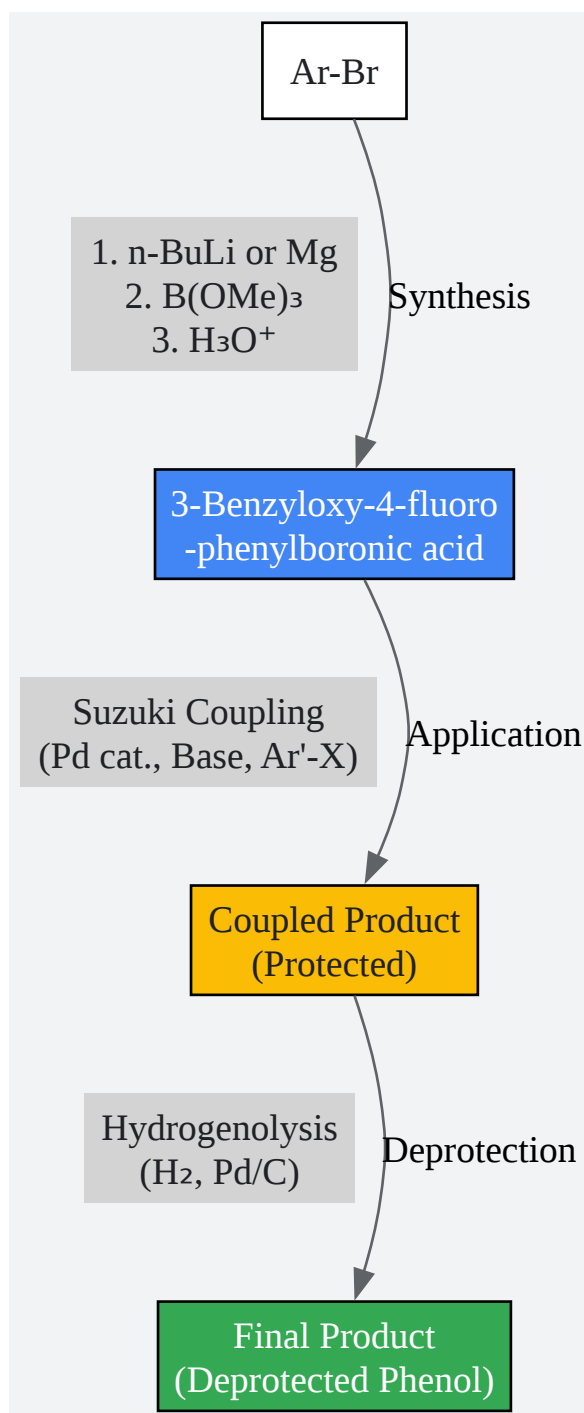 Ar-Br
1. n-BuLi or Mg
2. B(OMe)₃
3. H₃O⁺
Synthesis
3-Benzyloxy-4-fluoro
-phenylboronic acid
Suzuki Coupling
(Pd cat., Base, Ar'-X)
Application
Coupled Product
(Protected)
Hydrogenolysis
(H₂, Pd/C)
Deprotection
Final Product
(Deprotected Phenol)